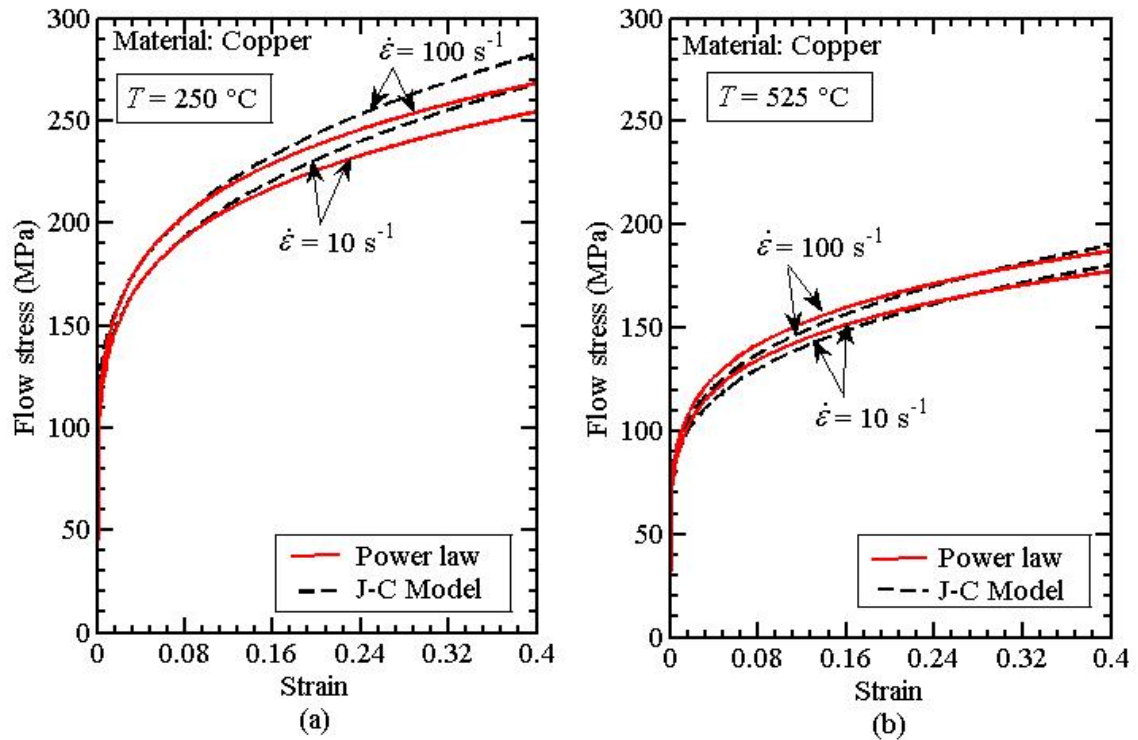 Material: Copper
T = 250 °C
ε̇ = 100 s⁻¹
ε̇ = 10 s⁻¹
Power law
J-C Model
300
250
200
150
100
50
0
Flow stress (MPa)
0 0.08 0.16 0.24 0.32 0.4
Strain
(a)
Material: Copper
T = 525 °C
ε̇ = 100 s⁻¹
ε̇ = 10 s⁻¹
Power law
J-C Model
300
250
200
150
100
50
0
Flow stress (MPa)
0 0.08 0.16 0.24 0.32 0.4
Strain
(b)